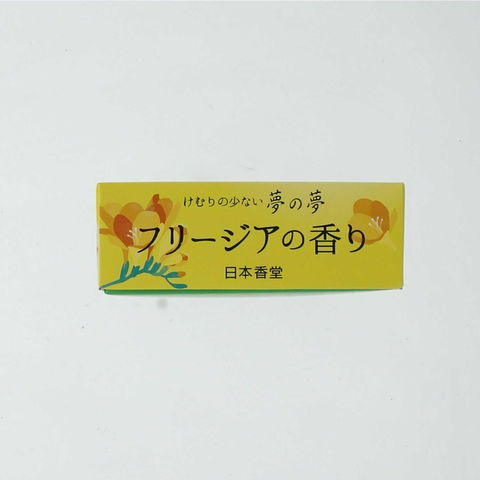 けむりの少ない 夢の夢
フリージアの香り
日本香堂